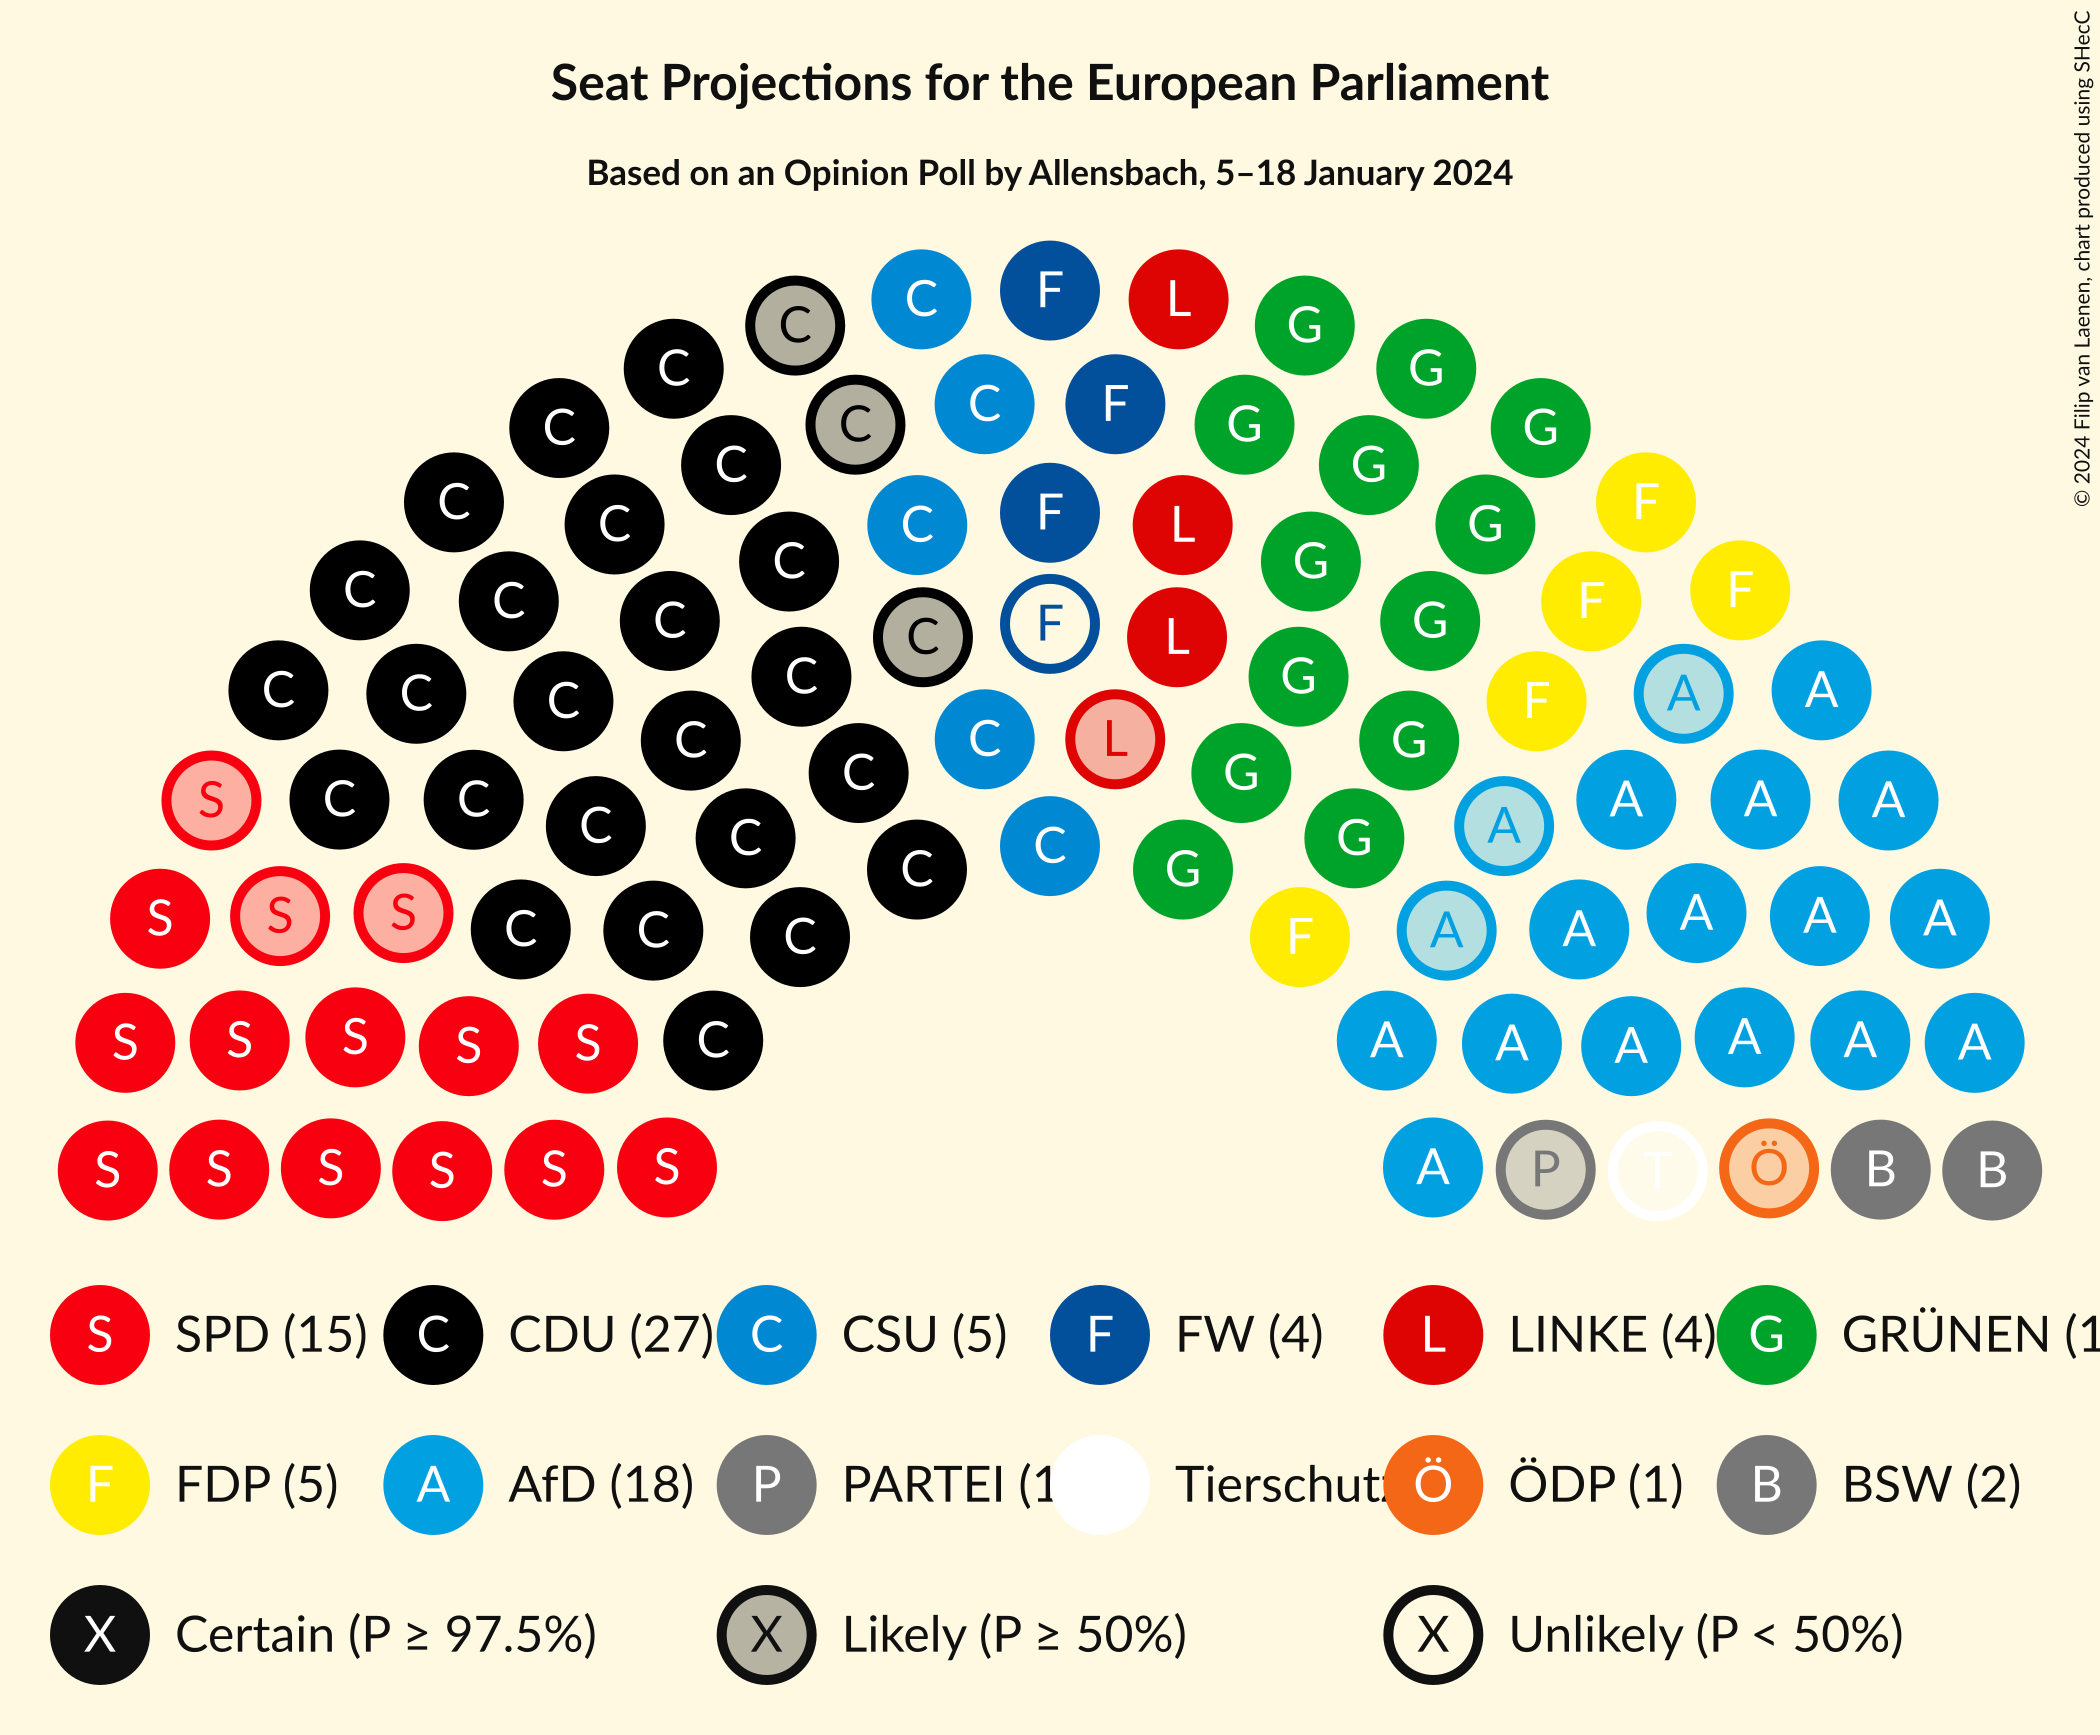 Seat Projections for the European Parliament
Based on an Opinion Poll by Allensbach, 5–18 January 2024
© 2024 Filip van Laenen, chart produced using SHecC
C C F L G
C C G
C C F G
C C G G
C C F L G F
C C G
C C C F L G F F
C C G
C C C C L G F A A
S C C C C G A A A A
C C G
S S S C C C C F A A A A A A
S S S S S C A A A A A A
S S S S S S A P T Ö B B
S SPD (15) C CDU (27) C CSU (5) F FW (4) L LINKE (4) G GRÜNEN (1
F FDP (5) A AfD (18) P PARTEI (1 Tierschutz Ö ÖDP (1) B BSW (2)
X Certain (P ≥ 97.5%) X Likely (P ≥ 50%) X Unlikely (P < 50%)